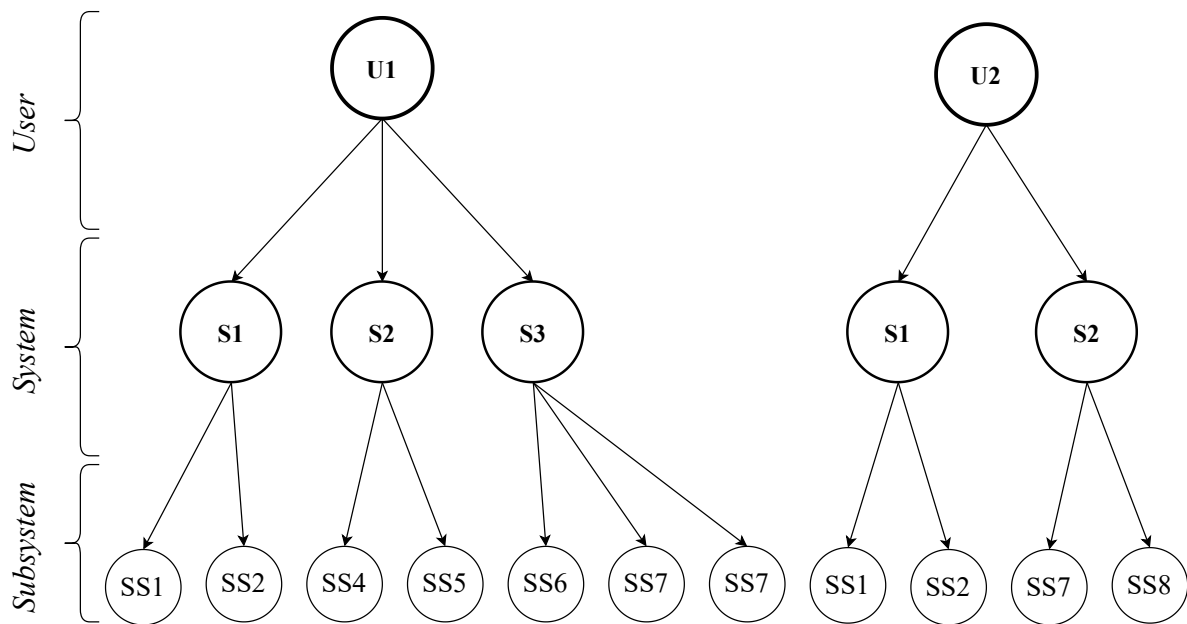 User
U1
U2
System
S1
S2
S3
S1
S2
Subsystem
SS1
SS2
SS4
SS5
SS6
SS7
SS7
SS1
SS2
SS7
SS8